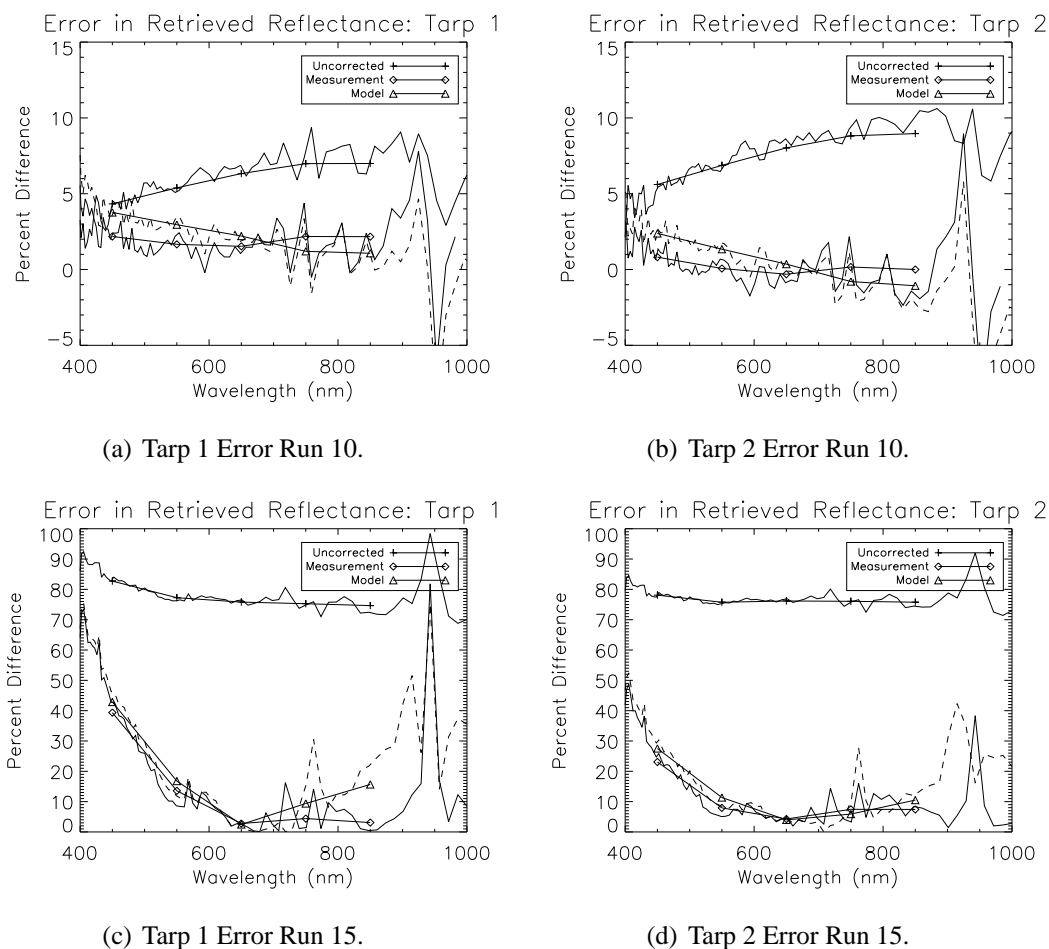 Error in Retrieved Reflectance: Tarp 1
15
10
5
0
−5
Percent Difference
Uncorrected
Measurement
Model
400
600
800
1000
Wavelength (nm)
(a) Tarp 1 Error Run 10.
Error in Retrieved Reflectance: Tarp 2
15
10
5
0
−5
Percent Difference
Uncorrected
Measurement
Model
400
600
800
1000
Wavelength (nm)
(b) Tarp 2 Error Run 10.
Error in Retrieved Reflectance: Tarp 1
100
90
80
70
60
50
40
30
20
10
0
Percent Difference
Uncorrected
Measurement
Model
400
600
800
1000
Wavelength (nm)
(c) Tarp 1 Error Run 15.
Error in Retrieved Reflectance: Tarp 2
100
90
80
70
60
50
40
30
20
10
0
Percent Difference
Uncorrected
Measurement
Model
400
600
800
1000
Wavelength (nm)
(d) Tarp 2 Error Run 15.